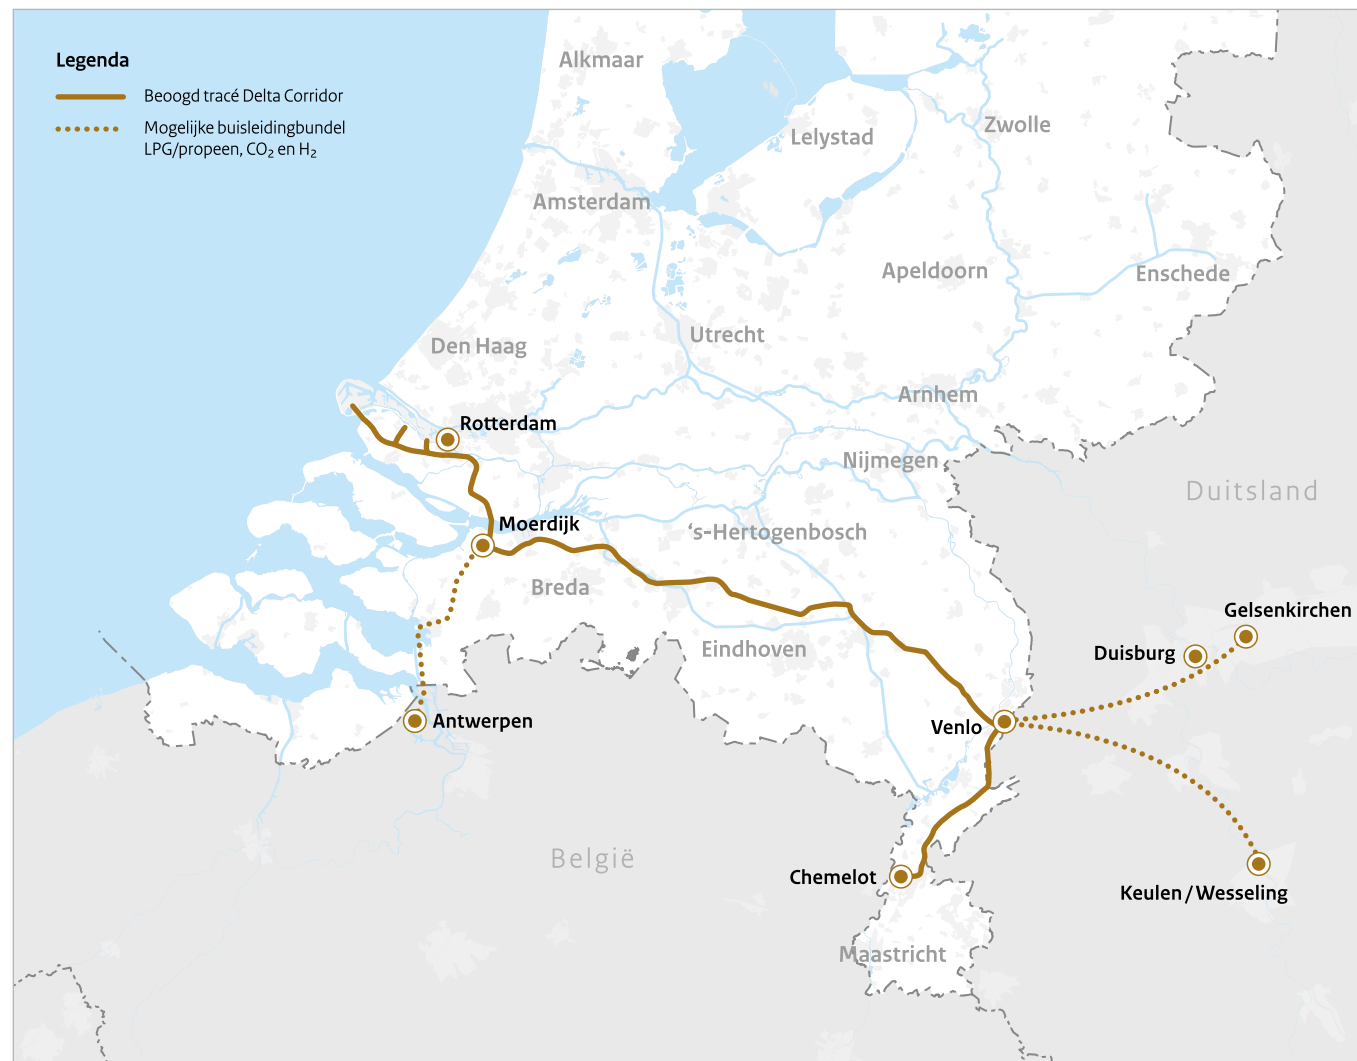 Legenda
Beoogd tracé Delta Corridor
Mogelijke buisleidingbundel
LPG/propeen, CO₂ en H₂
Alkmaar
Zwolle
Lelystad
Amsterdam
Apeldoorn
Enschede
Utrecht
Den Haag
Arnhem
Rotterdam
Nijmegen
Duitsland
Moerdijk
‘s-Hertogenbosch
Breda
Gelsenkirchen
Eindhoven
Duisburg
Antwerpen
Venlo
België
Chemelot
Keulen / Wesseling
Maastricht